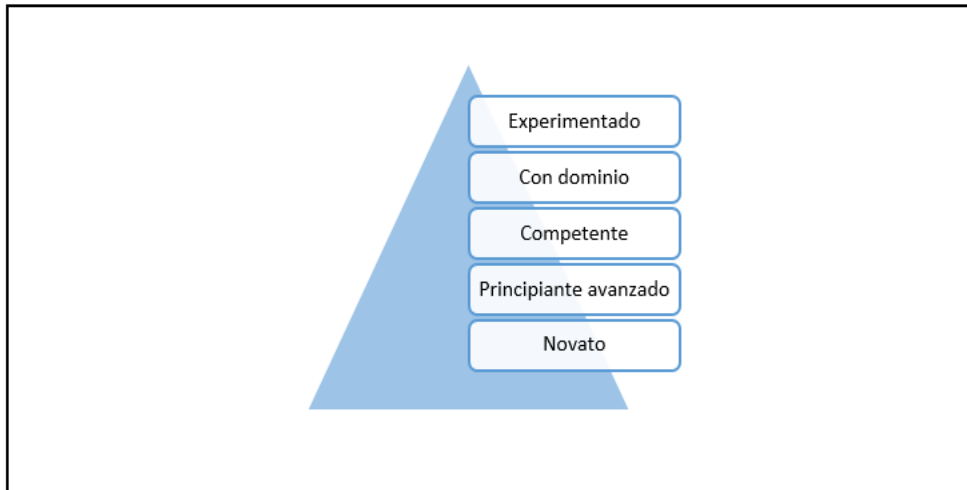 Experimentado
Con dominio
Competente
Principiante avanzado
Novato